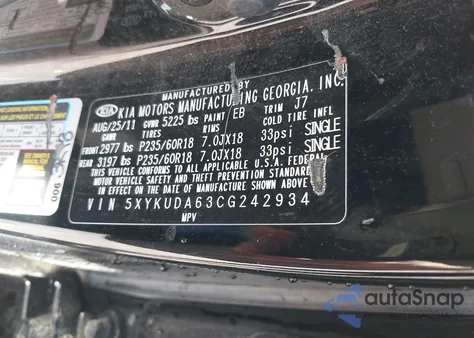 MANUFACTURED BY
KIA KIA MOTORS MANUFACTURING GEORGIA, INC.
AUG/25/11 GVWR 5225 lbs PAINT EB TRIM J7
GAWR TIRES RIMS COLD TIRE INFL
FRONT 2977 lbs P235/60R18 7.0JX18 33psi SINGLE
REAR 3197 lbs P235/60R18 7.0JX18 33psi SINGLE
THIS VEHICLE CONFORMS TO ALL APPLICABLE U.S.A. FEDERAL
MOTOR VEHICLE SAFETY STANDARDS
IN EFFECT ON THE DATE OF MANUFACTURE SHOWN ABOVE.
VIN 5XYKUDA63CG242934
MPV
autoSnap